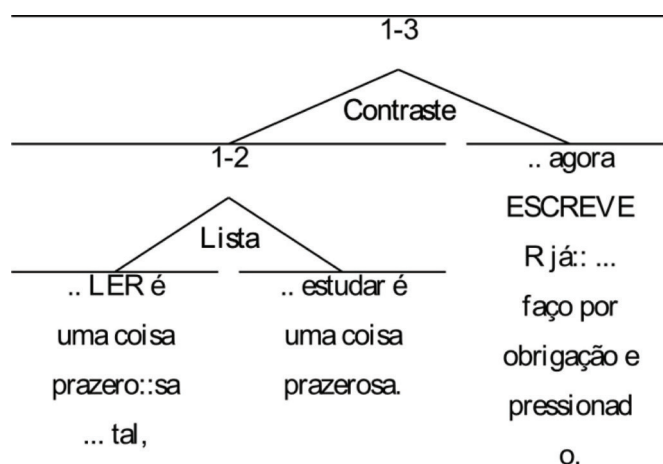 1-3
Contraste
1-2
Lista
.. LER é
uma coisa
prazero::sa
... tal,
.. estudar é
uma coisa
prazerosa.
.. agora
ESCREVE
R já:: ...
faço por
obrigação e
pressionad
o.